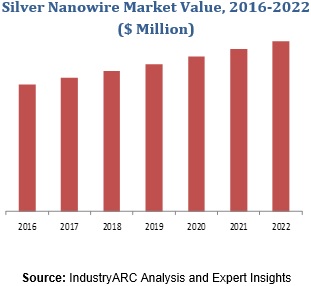 Silver Nanowire Market Value, 2016-2022
($ Million)
2016 2017 2018 2019 2020 2021 2022
Source: IndustryARC Analysis and Expert Insights